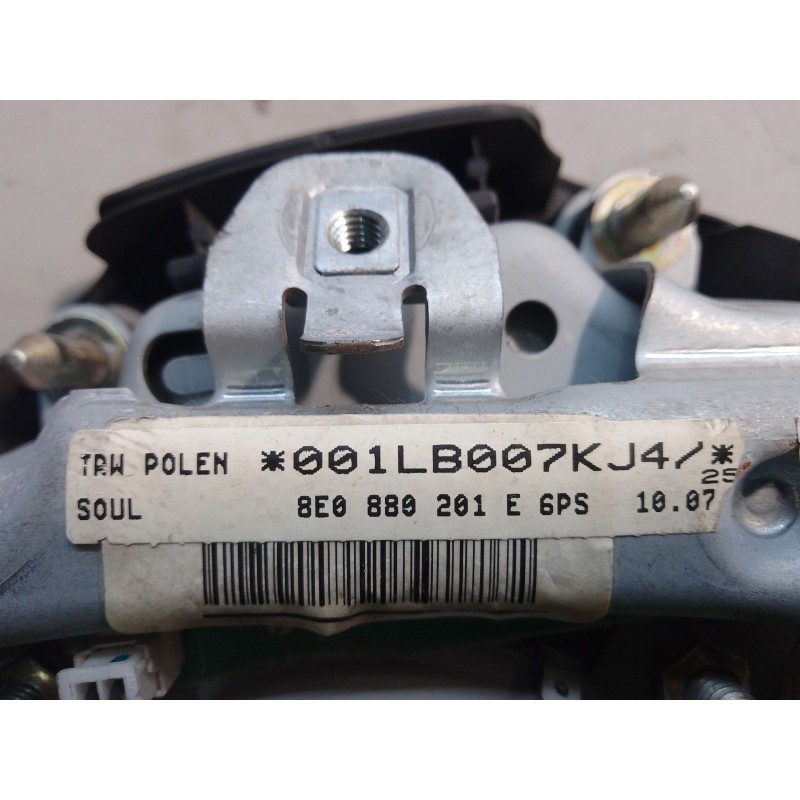 TRW POLEN *001LB007KJ4/*
25
SOUL 8E0 880 201 E 6PS 10.07